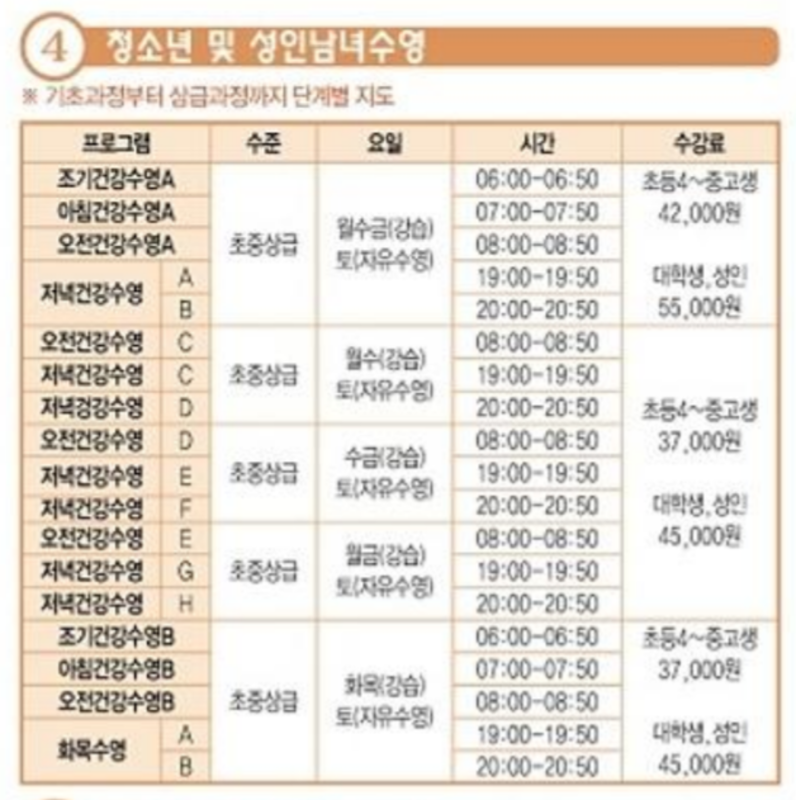 4 청소년 및 성인남녀수영
※ 기초과정부터 상급과정까지 단계별 지도
프로그램 수준 요일 시간 수강료
조기건강수영A 초중상급 월수금(강습) 토(자유수영) 06:00-06:50 초등4~중고생 42,000원 대학생,성인 55,000원
아침건강수영A 07:00-07:50
오전건강수영A 08:00-08:50
저녁건강수영 A 19:00-19:50
B 20:00-20:50
오전건강수영 C 초중상급 월수(강습) 토(자유수영) 08:00-08:50 초등4~중고생 37,000원 대학생,성인 45,000원
저녁건강수영 C 19:00-19:50
저녁겅강수영 D 20:00-20:50
오전건강수영 D 초중상급 수금(강습) 토(자유수영) 08:00-08:50
저녁건강수영 E 19:00-19:50
저녁건강수영 F 20:00-20:50
오전건강수영 E 초중상급 월금(강습) 토(자유수영) 08:00-08:50
저녁건강수영 G 19:00-19:50
저녁건강수영 H 20:00-20:50
조기건강수영B 초중상급 화목(강습) 토(자유수영) 06:00-06:50 초등4~중고생 37,000원 대학생,성인 45,000원
아침건강수영B 07:00-07:50
오전건강수영B 08:00-08:50
화목수영 A 19:00-19:50
B 20:00-20:50